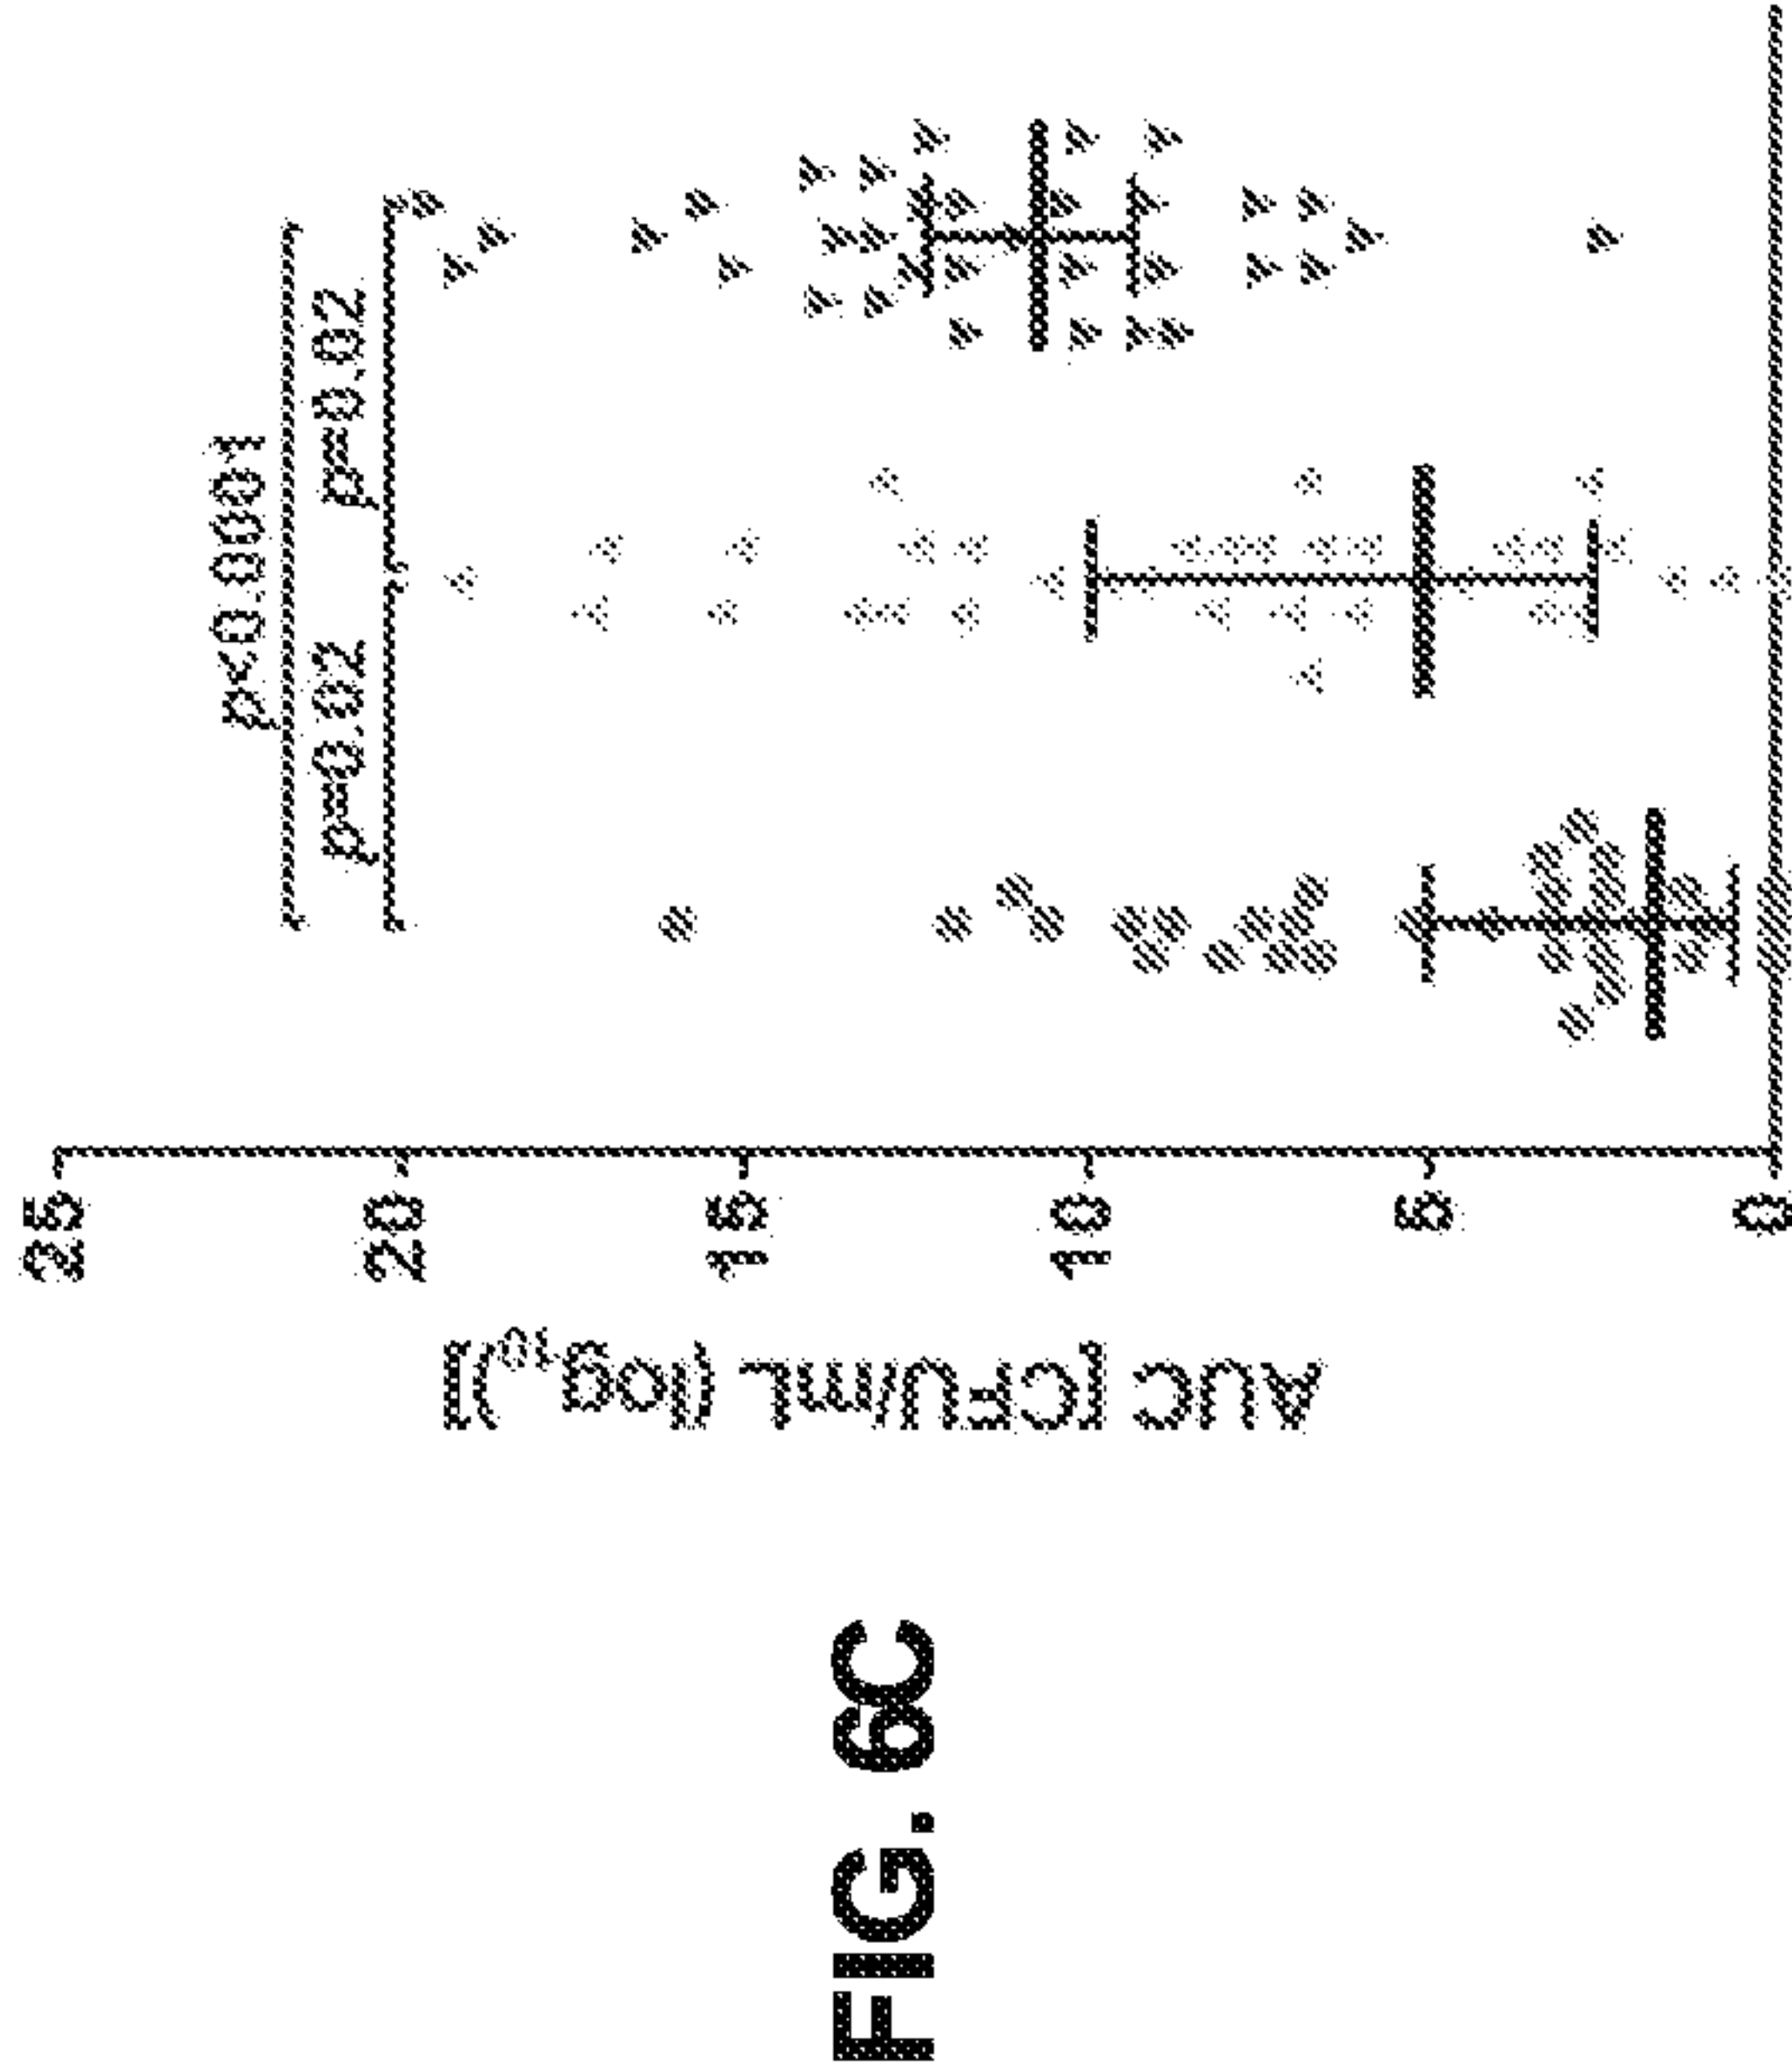 FIG. 6C
AUC [CFU/mL (log₁₀)]
25
20
15
10
5
0
p<0.0001
p=0.02
p=0.02